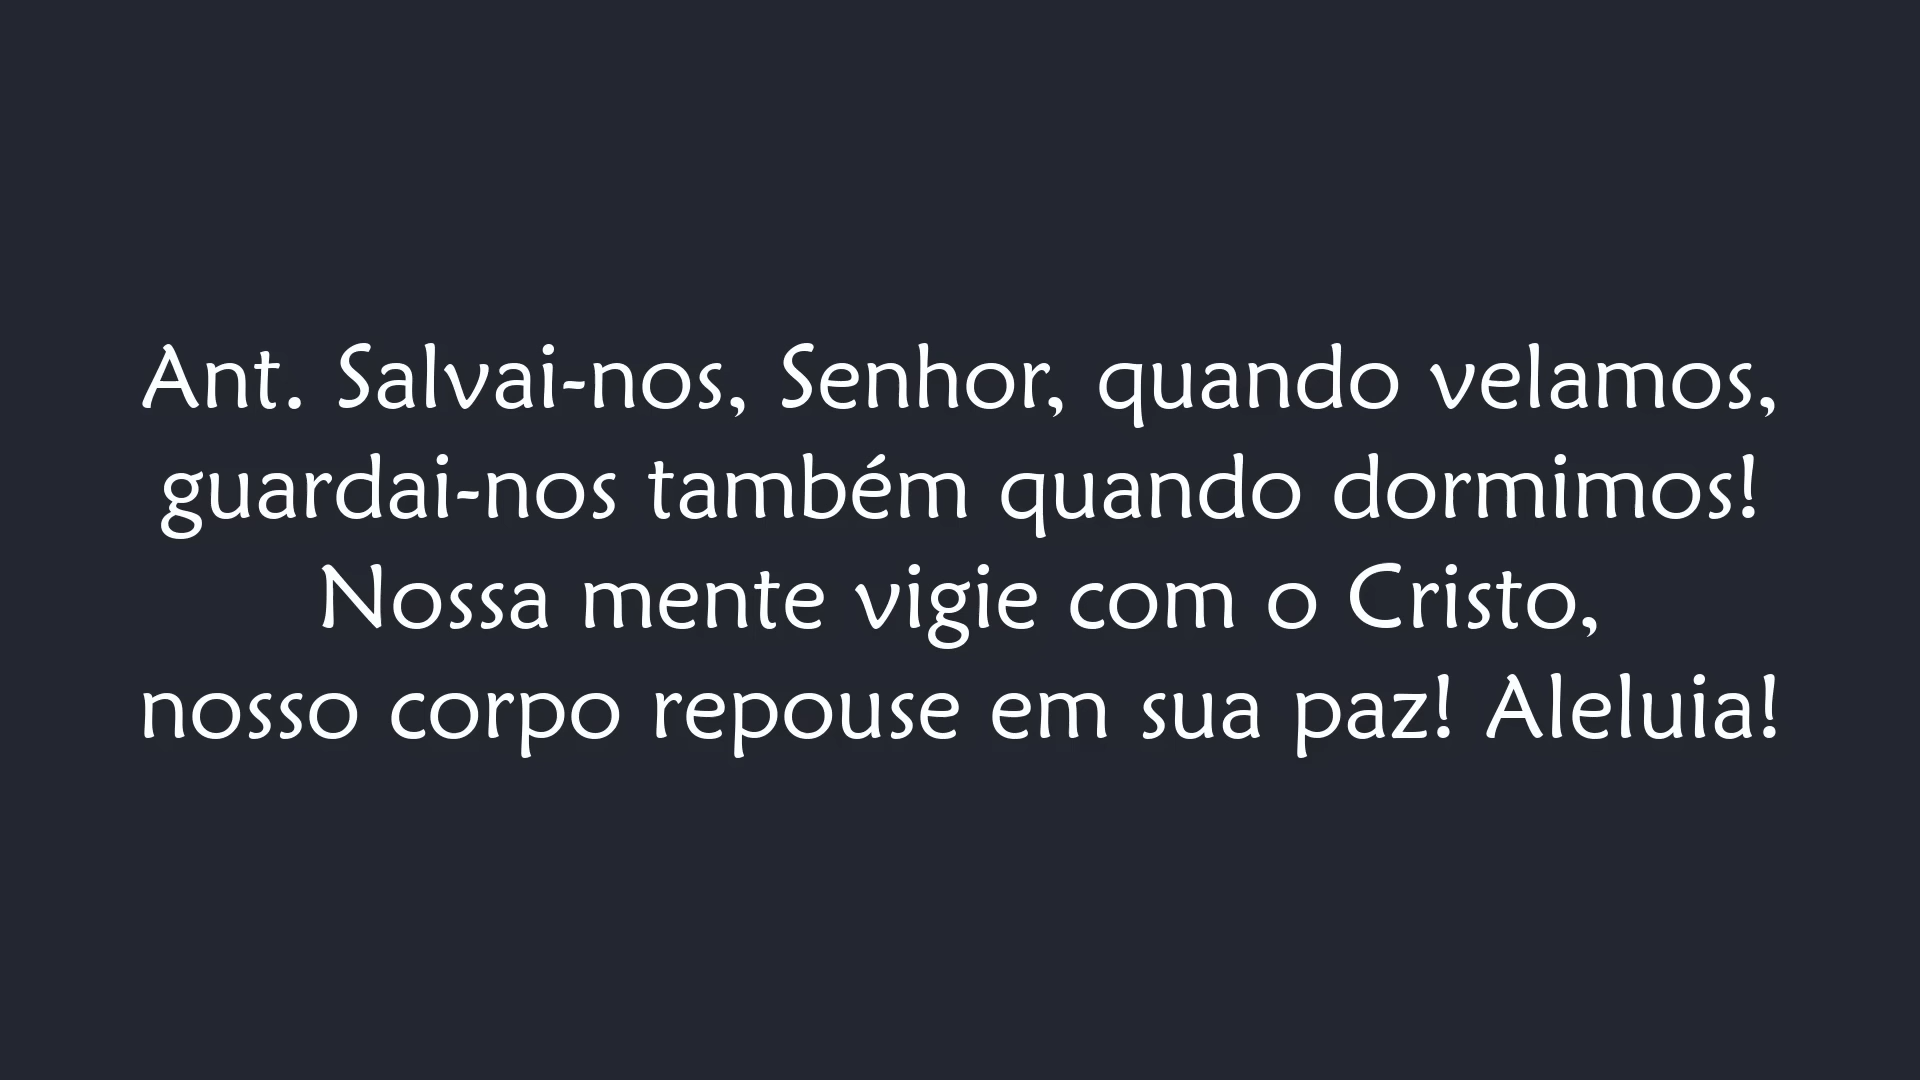 Ant. Salvai-nos, Senhor, quando velamos,
guardai-nos também quando dormimos!
Nossa mente vigie com o Cristo,
nosso corpo repouse em sua paz! Aleluia!